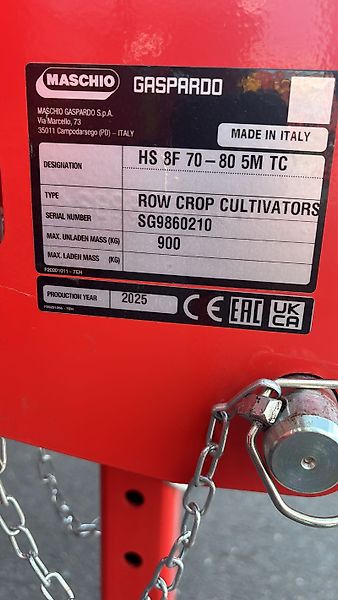 MASCHIO GASPARDO
MASCHIO GASPARDO S.p.A.
Via Marcello, 73
35011 Campodarsego (PD) - ITALY
MADE IN ITALY
DESIGNATION HS 8F 70-80 5M TC
TYPE ROW CROP CULTIVATORS
SERIAL NUMBER SG9860210
MAX. UNLADEN MASS (KG) 900
MAX. LADEN MASS (KG)
F20201011 - TEH
PRODUCTION YEAR 2025 CE EAC UK CA